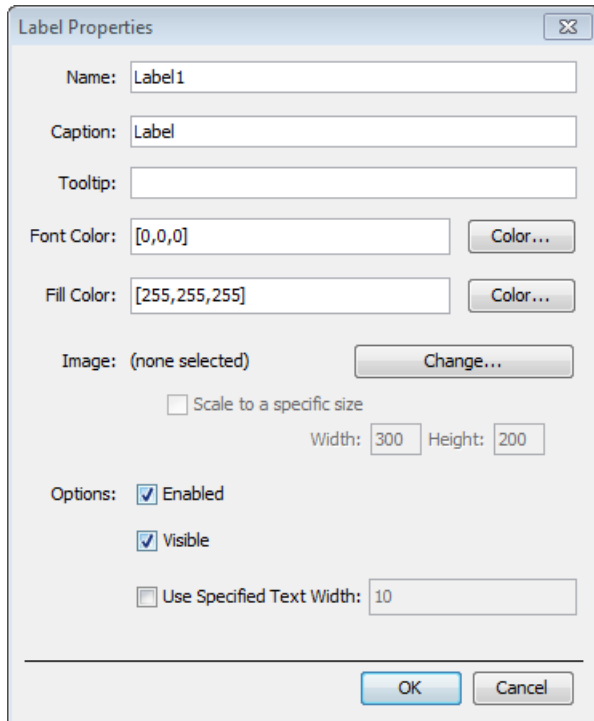 Label Properties
Name: Label1
Caption: Label
Tooltip:
Font Color: [0,0,0] Color...
Fill Color: [255,255,255] Color...
Image: (none selected) Change...
Scale to a specific size
Width: 300 Height: 200
Options: Enabled
Visible
Use Specified Text Width: 10
OK Cancel